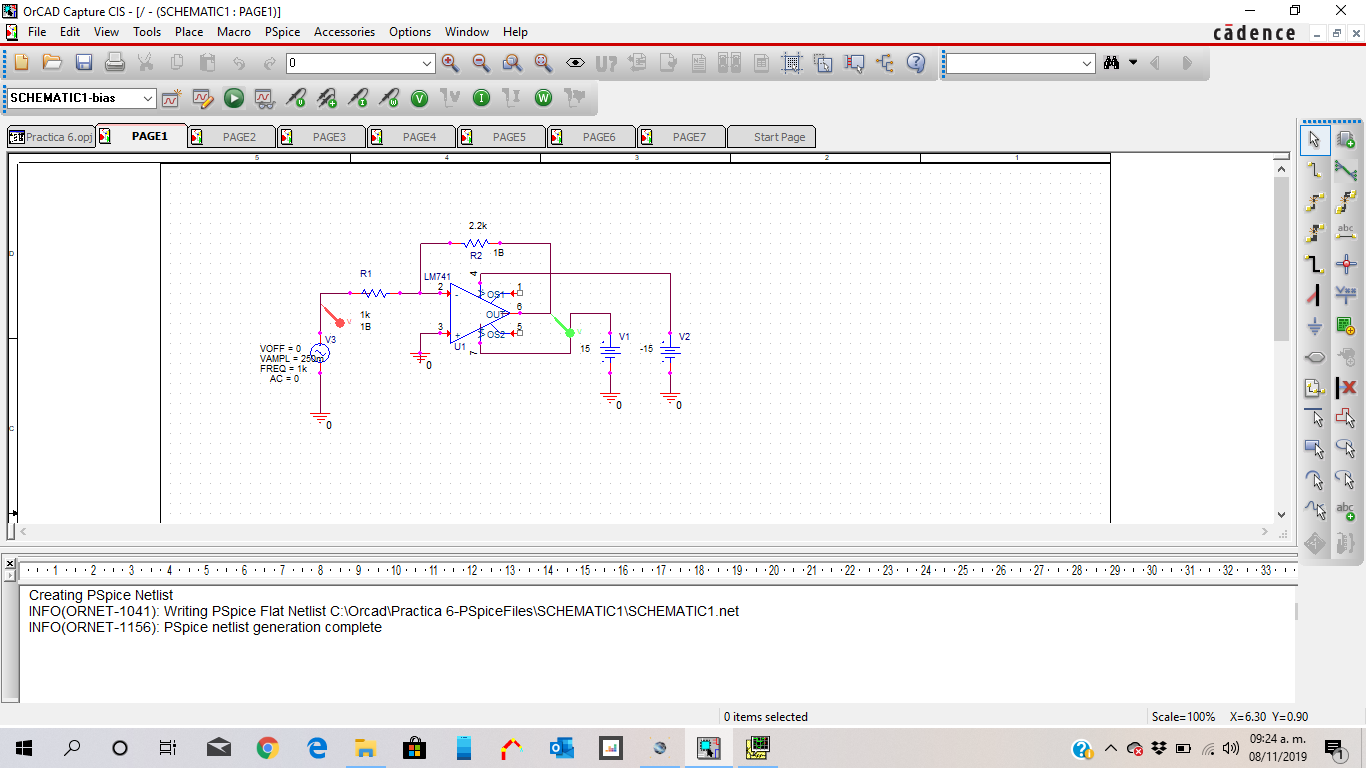 OrCAD Capture CIS - [/ - (SCHEMATIC1 : PAGE1)]
File Edit View Tools Place Macro PSpice Accessories Options Window Help
cādence
0
U?
SCHEMATIC1-bias
V I W
Practica 6.opj PAGE1 PAGE2 PAGE3 PAGE4 PAGE5 PAGE6 PAGE7 Start Page
5 4 3 2 1
D
C
2.2k
R2 1B
R1
1k
1B
LM741
4
2
-
OS1
1
6
OUT
3
+
OS2
5
U1
7
0
V
V
V3
VOFF = 0
VAMPL = 250m
FREQ = 1k
AC = 0
0
V1
15
0
V2
-15
0
abc
abc
1 2 3 4 5 6 7 8 9 10 11 12 13 14 15 16 17 18 19 20 21 22 23 24 25 26 27 28 29 30 31 32 33
Creating PSpice Netlist
INFO(ORNET-1041): Writing PSpice Flat Netlist C:\Orcad\Practica 6-PSpiceFiles\SCHEMATIC1\SCHEMATIC1.net
INFO(ORNET-1156): PSpice netlist generation complete
0 items selected
Scale=100% X=6.30 Y=0.90
09:24 a. m.
08/11/2019
1